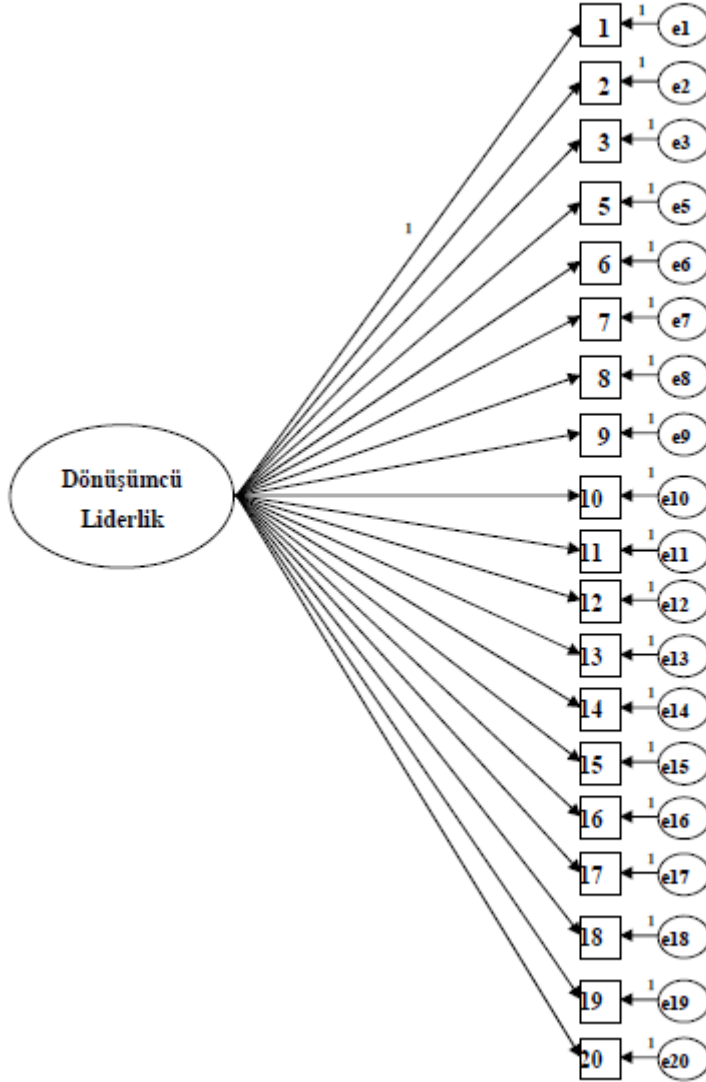 1 1 e1
2 1 e2
3 1 e3
1
5 1 e5
6 1 e6
7 1 e7
8 1 e8
9 1 e9
Dönüşümcü
Liderlik
10 1 e10
11 1 e11
12 1 e12
13 1 e13
14 1 e14
15 1 e15
16 1 e16
17 1 e17
18 1 e18
19 1 e19
20 1 e20